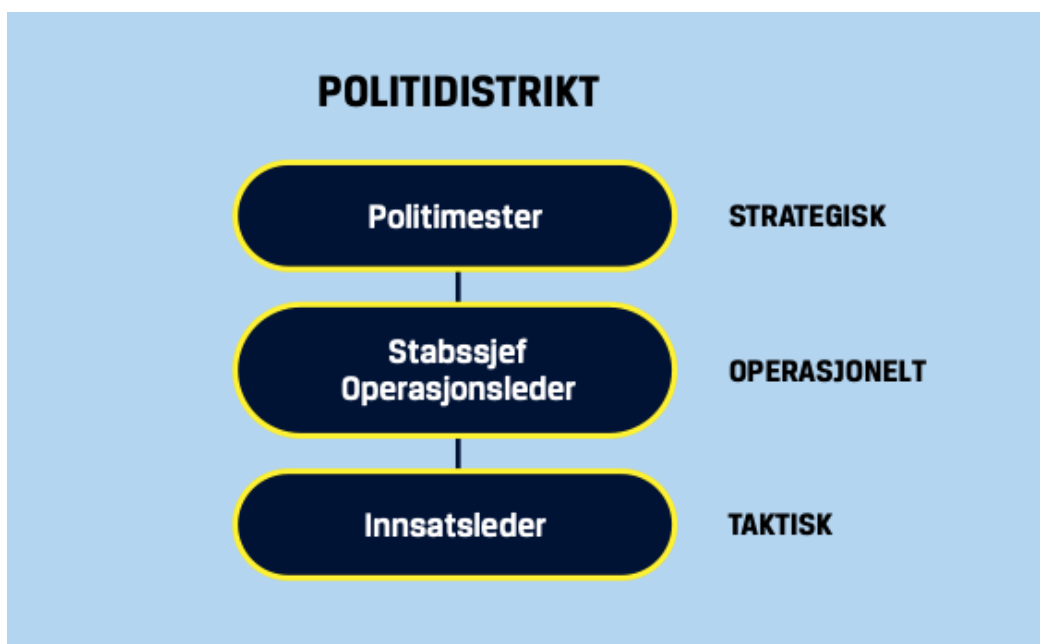 POLITIDISTRIKT
Politimester
STRATEGISK
Stabssjef
Operasjonsleder
OPERASJONELT
Innsatsleder
TAKTISK